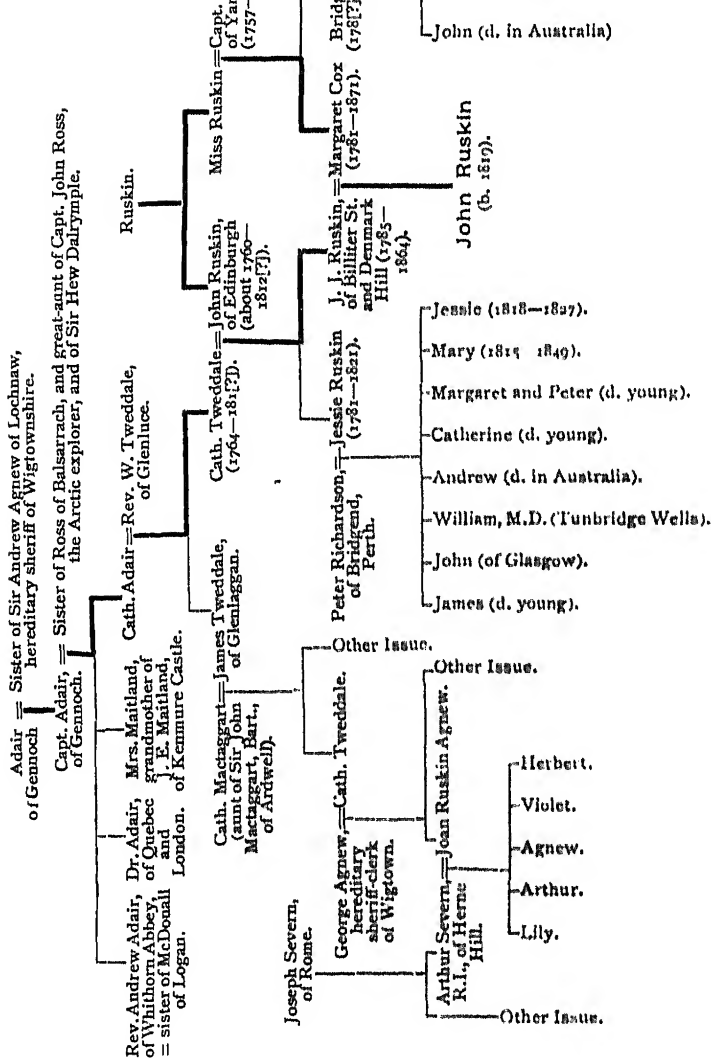 Adair = Sister of Sir Andrew Agnew of Lochnaw,
of Gennoch hereditary sheriff of Wigtownshire.
Capt. Adair, = Sister of Ross of Balsarrach, and great-aunt of Capt. John Ross,
of Gennoch. the Arctic explorer, and of Sir Hew Dalrymple.
Rev. Andrew Adair,
of Whithorn Abbey,
= sister of McDouall
of Logan.
Dr. Adair,
of Quebec
and
London.
Mrs. Maitland,
grandmother of
J. E. Maitland,
of Kenmure Castle.
Cath. Adair=Rev. W. Tweddale,
of Glenluce.
Ruskin.
Cath. Mactaggart=James Tweddale,
(aunt of Sir John of Glenlaggan.
Mactaggart, Bart.,
of Ardwell).
Cath. Tweddale=John Ruskin,
(1764—181[?]). of Edinburgh
(about 1760—
1812[?]).
Miss Ruskin=Capt.
of
(1757—
Joseph Severn,
of Rome.
George Agnew,=Cath. Tweddale.
hereditary
sheriff-clerk
of Wigtown.
Other Issue.
Peter Richardson,=Jessie Ruskin
of Bridgend, (1781—1821).
Perth.
J. J. Ruskin,=Margaret Cox
of Billiter St. (1781—1871).
and Denmark
Hill (1785—
1864).
(178[?]
Other Issue.
Arthur Severn,=Joan Ruskin Agnew.
R.I., of Herne
Hill.
Other Issue.
Lily.
Arthur.
Agnew.
Violet.
Herbert.
James (d. young).
John (of Glasgow).
William, M.D. (Tunbridge Wells).
Andrew (d. in Australia).
Catherine (d. young).
Margaret and Peter (d. young).
Mary (1815 1849).
Jessie (1818—1827).
John Ruskin
(b. 1819).
John (d. in Australia)